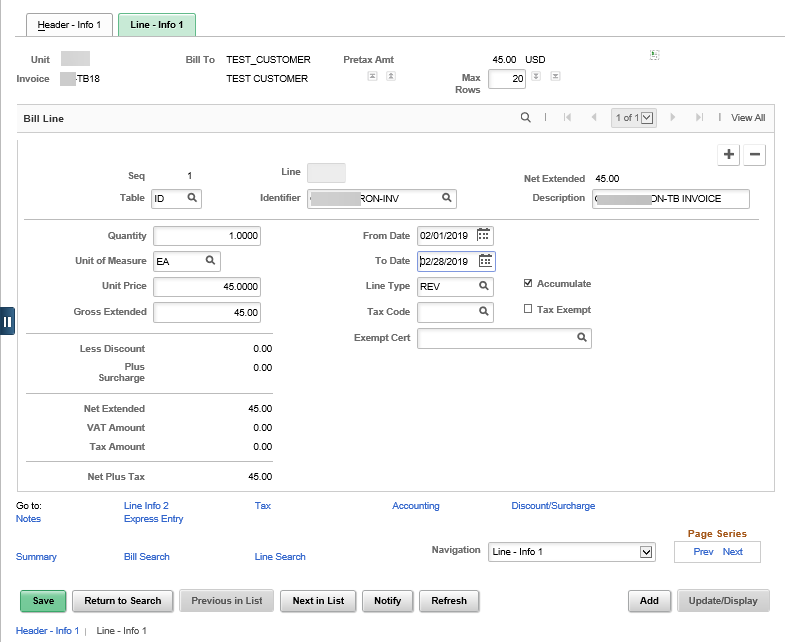 Header - Info 1 Line - Info 1
Unit Bill To TEST_CUSTOMER Pretax Amt 45.00 USD
Invoice -TB18 TEST CUSTOMER Max Rows 20
Bill Line 1 of 1 View All
Seq 1 Line Net Extended 45.00
Table ID Identifier RON-INV Description ON-TB INVOICE
Quantity 1.0000 From Date 02/01/2019
Unit of Measure EA To Date 02/28/2019
Unit Price 45.0000 Line Type REV Accumulate
Gross Extended 45.00 Tax Code Tax Exempt
Exempt Cert
Less Discount 0.00
Plus Surcharge 0.00
Net Extended 45.00
VAT Amount 0.00
Tax Amount 0.00
Net Plus Tax 45.00
Go to: Line Info 2 Tax Accounting Discount/Surcharge
Notes Express Entry
Page Series
Summary Bill Search Line Search Navigation Line - Info 1 Prev Next
Save Return to Search Previous in List Next in List Notify Refresh Add Update/Display
Header - Info 1 | Line - Info 1